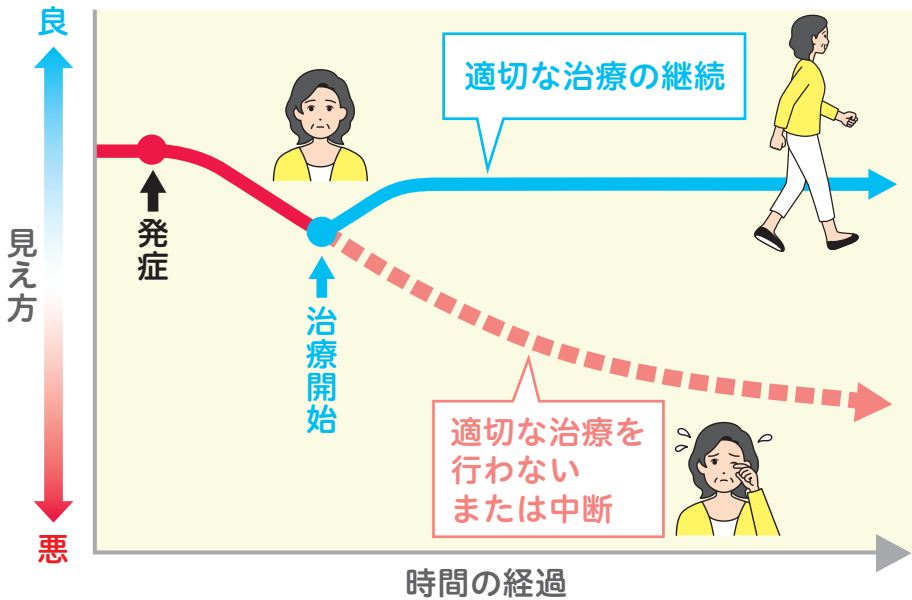 良
見え方
悪
発症
治療開始
適切な治療の継続
適切な治療を
行わない
または中断
時間の経過